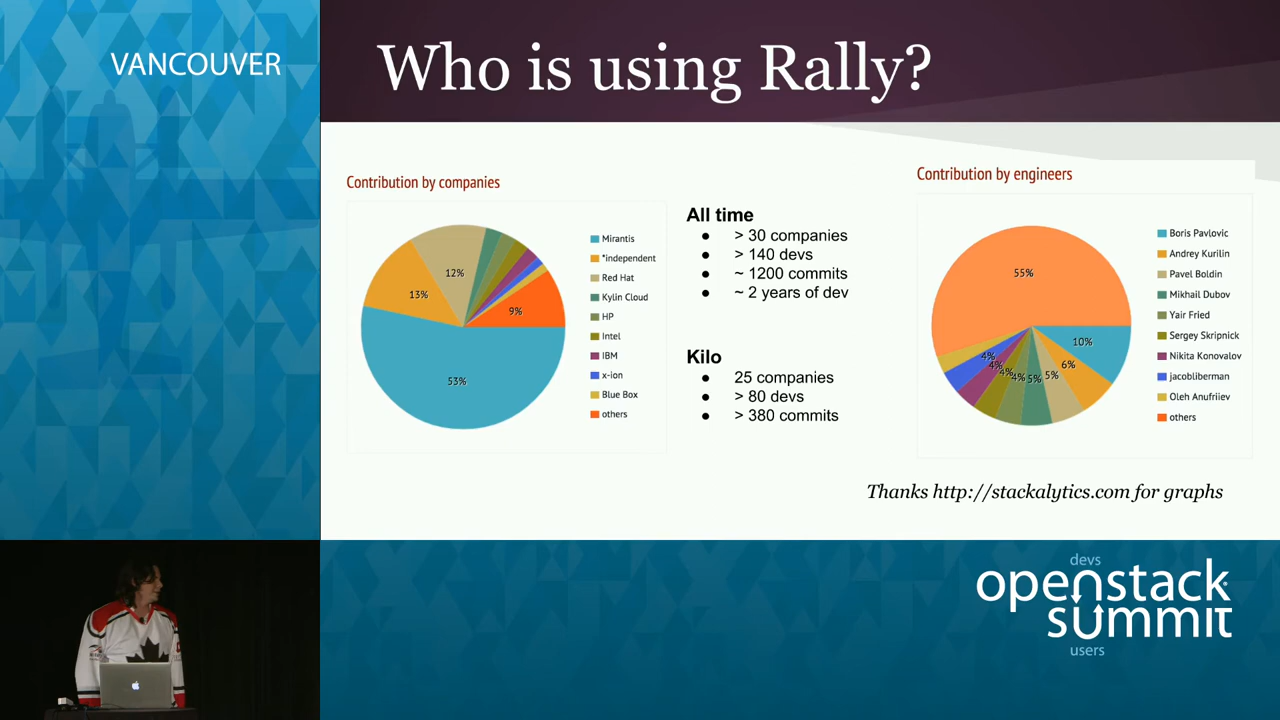 VANCOUVER
Who is using Rally?
Contribution by companies
12%
13%
9%
53%
Mirantis
*independent
Red Hat
Kylin Cloud
HP
Intel
IBM
x-ion
Blue Box
others
All time
● > 30 companies
● > 140 devs
● ~ 1200 commits
● ~ 2 years of dev
Kilo
● 25 companies
● > 80 devs
● > 380 commits
Contribution by engineers
55%
10%
6%
5%
5%
4%
4%
4%
4%
Boris Pavlovic
Andrey Kurilin
Pavel Boldin
Mikhail Dubov
Yair Fried
Sergey Skripnick
Nikita Konovalov
jacobliberman
Oleh Anufriiev
others
Thanks http://stackalytics.com for graphs
devs
openstack
summit
users